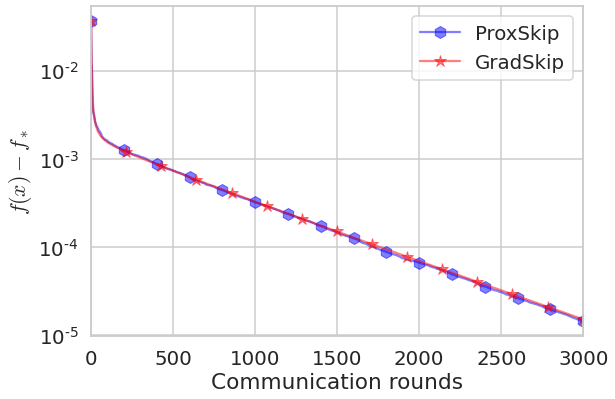 ProxSkip
GradSkip
10⁻²
10⁻³
10⁻⁴
10⁻⁵
f(x) − f*
0 500 1000 1500 2000 2500 3000
Communication rounds